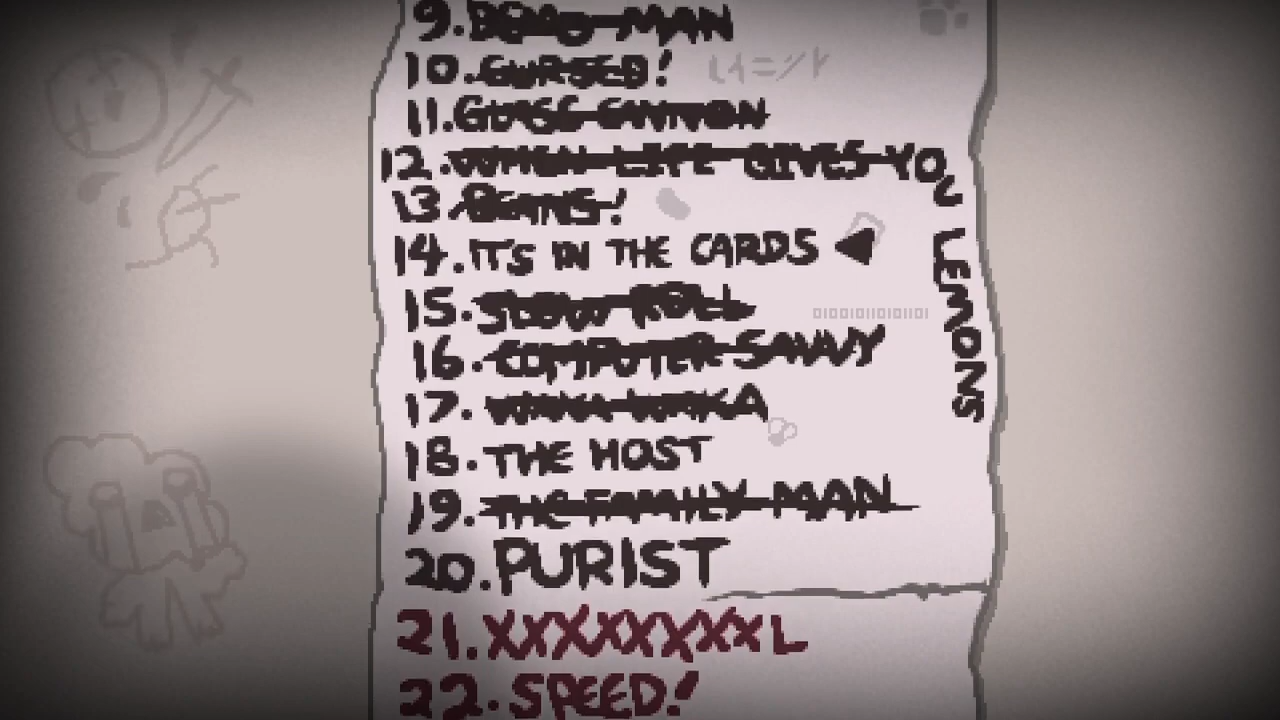 9. DEAD MAN
10. CURSED!
11. GLASS CANNON
12. WHEN LIFE GIVES YOU LEMONS
13. BEANS!
14. IT'S IN THE CARDS
15. SLOW ROLL
16. COMPUTER SAVVY
010010110101101
17. WAKA WAKA
18. THE HOST
19. THE FAMILY MAN
20. PURIST
21. XXXXXXXXL
22. SPEED!